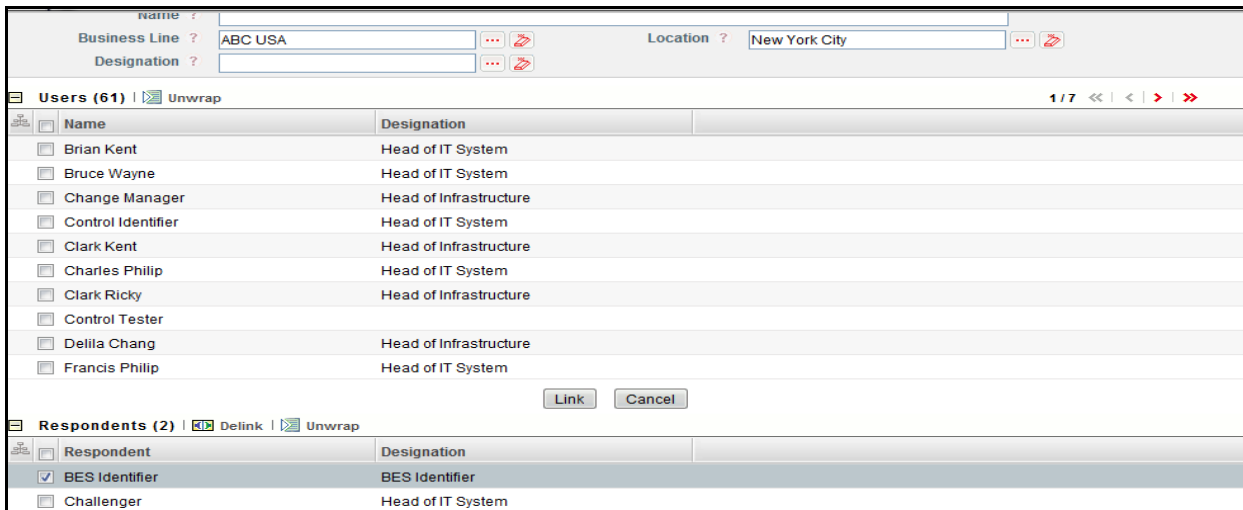 Name ?
Business Line ? ABC USA ... Location ? New York City ...
Designation ? ...
Users (61) | Unwrap 1 / 7 << | < | > | >>
Name Designation
Brian Kent Head of IT System
Bruce Wayne Head of IT System
Change Manager Head of Infrastructure
Control Identifier Head of IT System
Clark Kent Head of Infrastructure
Charles Philip Head of IT System
Clark Ricky Head of Infrastructure
Control Tester
Delila Chang Head of Infrastructure
Francis Philip Head of IT System
Link Cancel
Respondents (2) | Delink | Unwrap
Respondent Designation
BES Identifier BES Identifier
Challenger Head of IT System